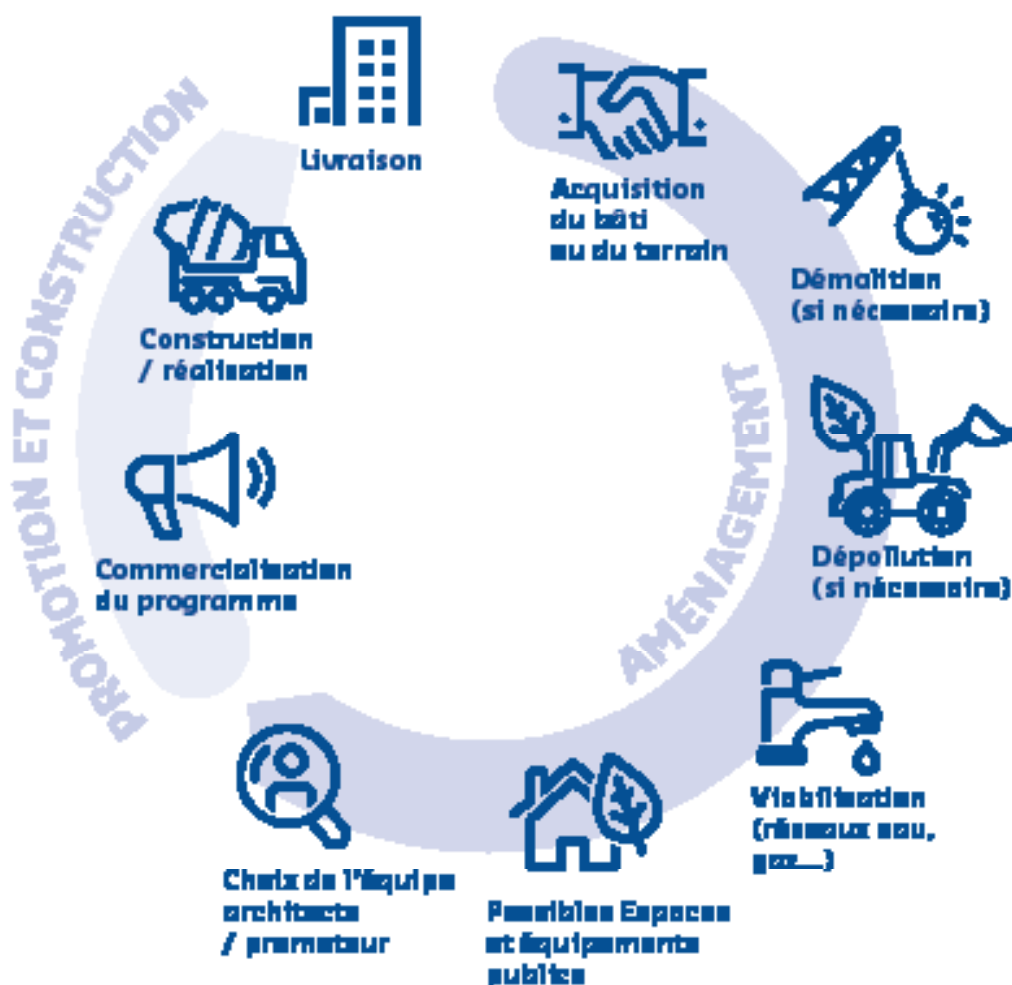 Livraison
Acquisition
du bâti
ou du terrain
Démolition
(si nécessaire)
Dépollution
(si nécessaire)
Viabilisation
(réseaux eau,
gaz...)
Possibles Espaces
et équipements
publics
Choix de l'équipe
architecte
/ promoteur
Commercialisation
du programme
Construction
/ réalisation
AMÉNAGEMENT
PROMOTION ET CONSTRUCTION